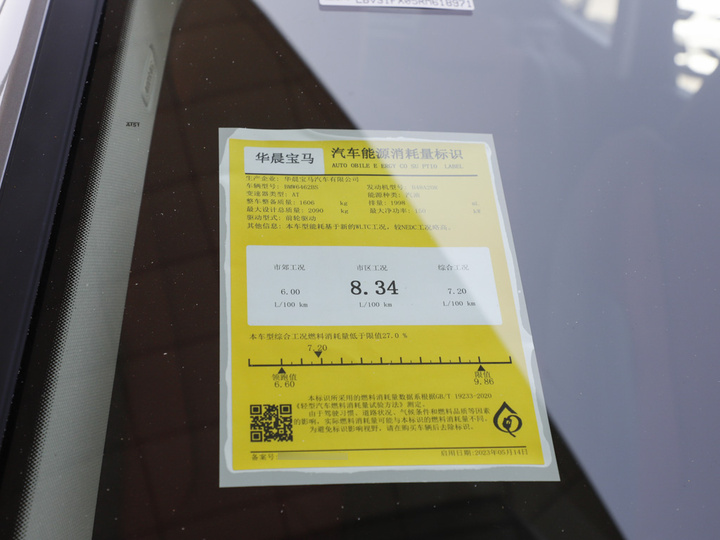 华晨宝马
汽车能源消耗量标识
生产企业: 华晨宝马汽车有限公司
车辆型号: 发动机型号:
变速器类型: AT 能源种类: 汽油
整车整备质量: 1606 kg 排量: 1998 mL
最大设计总质量: 2090 kg 最大净功率:
驱动型式: 前轮驱动
其他信息: 本车型能耗基于新的WLTC工况, 较NEDC工况
市郊工况 市区工况 综合工况
6.00 8.34 7.20
L/100 km L/100 km L/100 km
本车型综合工况燃料消耗量低于限值27.0 %
7.20
领跑值 限值
6.60 9.86
本标识所采用的燃料消耗量数据系根据GB/T 19233-2020
《轻型汽车燃料消耗量试验方法》测定。
由于驾驶习惯、道路状况、气候条件和燃料品质等因素
的影响, 实际燃料消耗量可能与本标识的燃料消耗量不同。
为避免标识影响视野, 请在购买车辆后去除标识。
备案号
启用日期:2023年05月14日